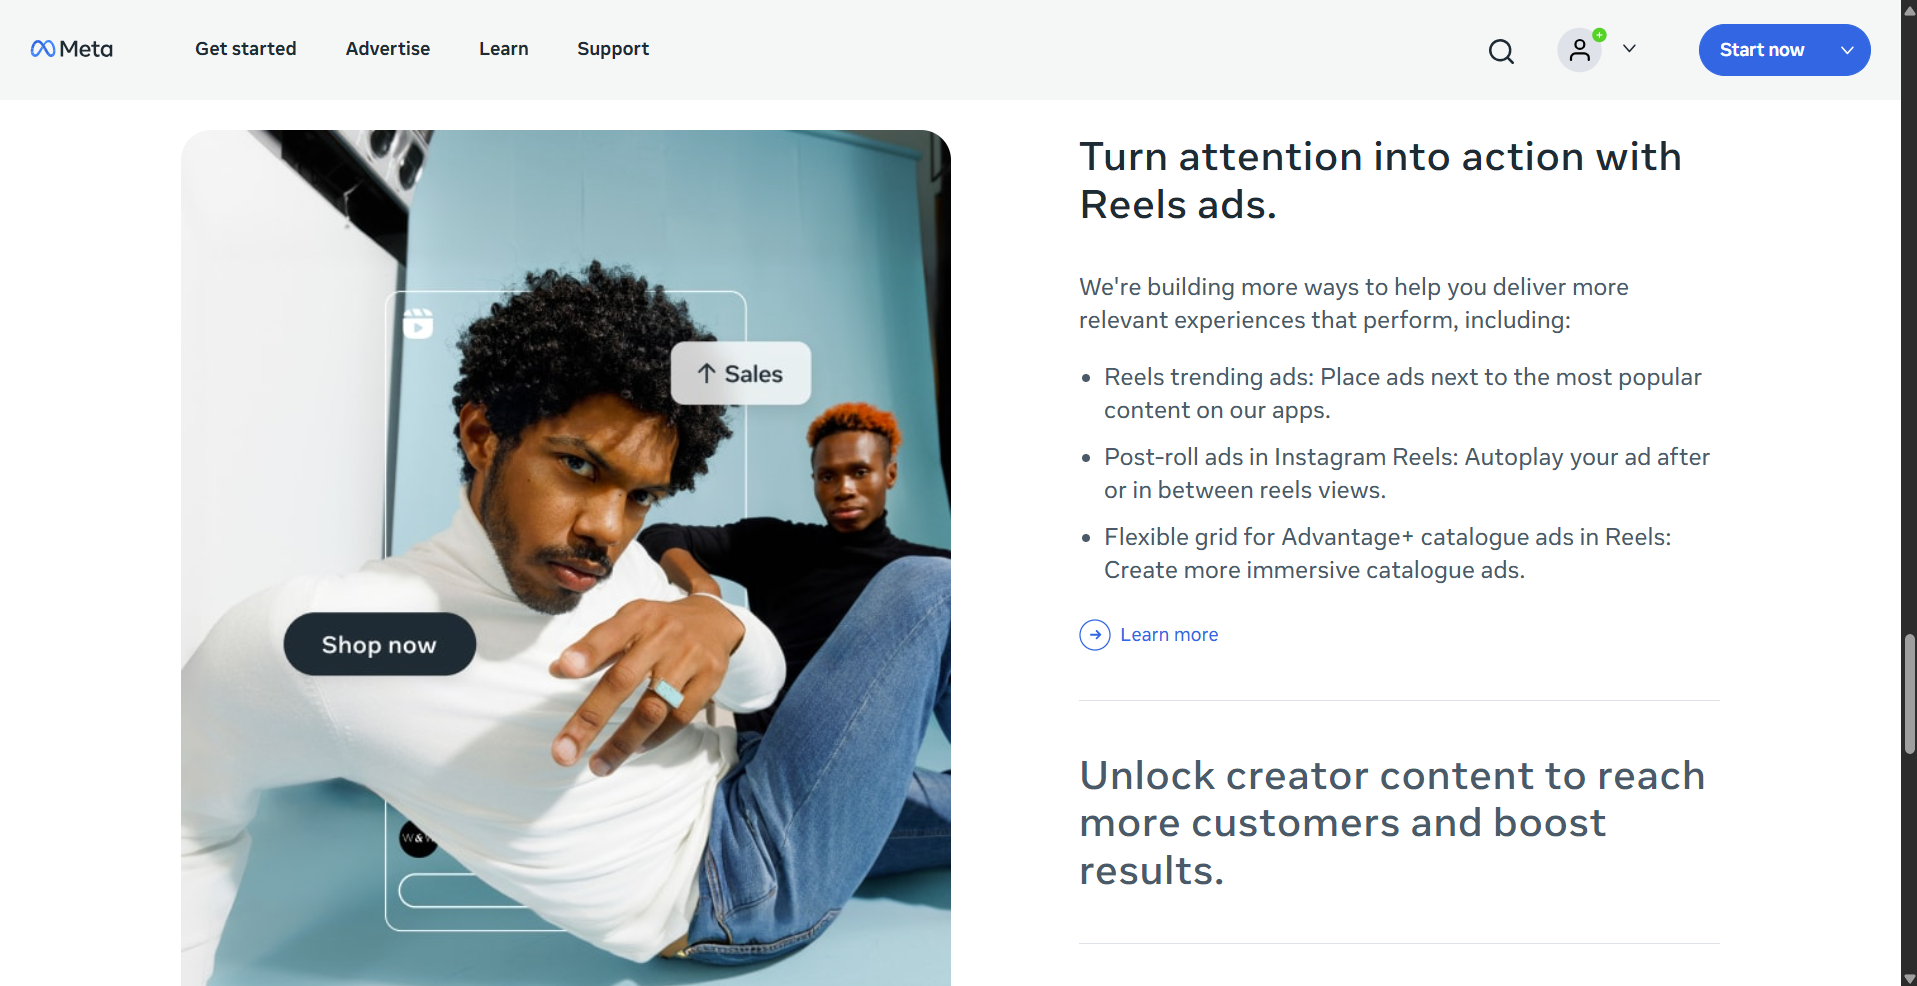 Meta
Get started
Advertise
Learn
Support
Start now
Sales
Shop now
W&W
Turn attention into action with
Reels ads.
We're building more ways to help you deliver more
relevant experiences that perform, including:
Reels trending ads: Place ads next to the most popular
content on our apps.
Post-roll ads in Instagram Reels: Autoplay your ad after
or in between reels views.
Flexible grid for Advantage+ catalogue ads in Reels:
Create more immersive catalogue ads.
Learn more
Unlock creator content to reach
more customers and boost
results.